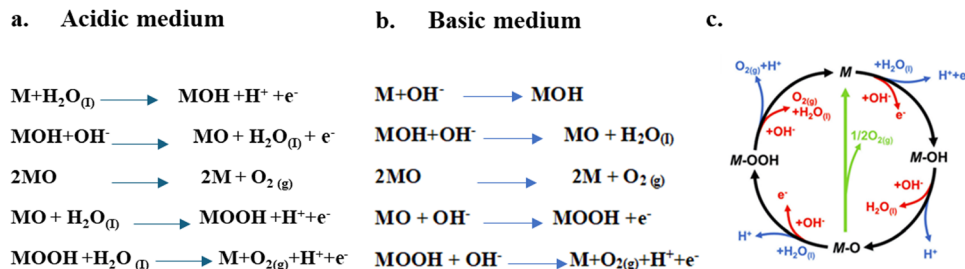 a. Acidic medium
M+H₂O₍ₗ₎ → MOH +H⁺ +e⁻
MOH+OH⁻ → MO + H₂O₍ₗ₎ + e⁻
2MO → 2M + O₂ ₍g₎
MO + H₂O₍ₗ₎ → MOOH +H⁺+e⁻
MOOH +H₂O ₍ₗ₎ → M+O₂₍g₎+H⁺+e⁻
b. Basic medium
M+OH⁻ → MOH
MOH+OH⁻ → MO + H₂O₍ₗ₎
2MO → 2M + O₂ ₍g₎
MO + OH⁻ → MOOH +e⁻
MOOH + OH⁻ → M+O₂₍g₎+H⁺+e⁻
c.
O₂₍g₎+H⁺
M
+H₂O₍ₗ₎
H⁺+e
+OH⁻
e⁻
O₂₍g₎
+H₂O₍ₗ₎
+OH⁻
1/2O₂₍g₎
M-OOH
M-OH
+OH⁻
H₂O₍ₗ₎
H⁺
e⁻
+OH⁻
H⁺
+H₂O₍ₗ₎
M-O